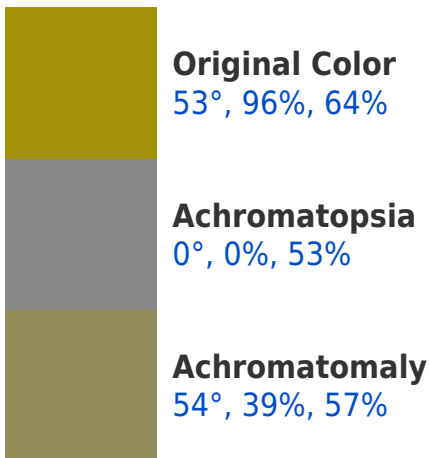 Original Color
53°, 96%, 64%
Achromatopsia
0°, 0%, 53%
Achromatomaly
54°, 39%, 57%